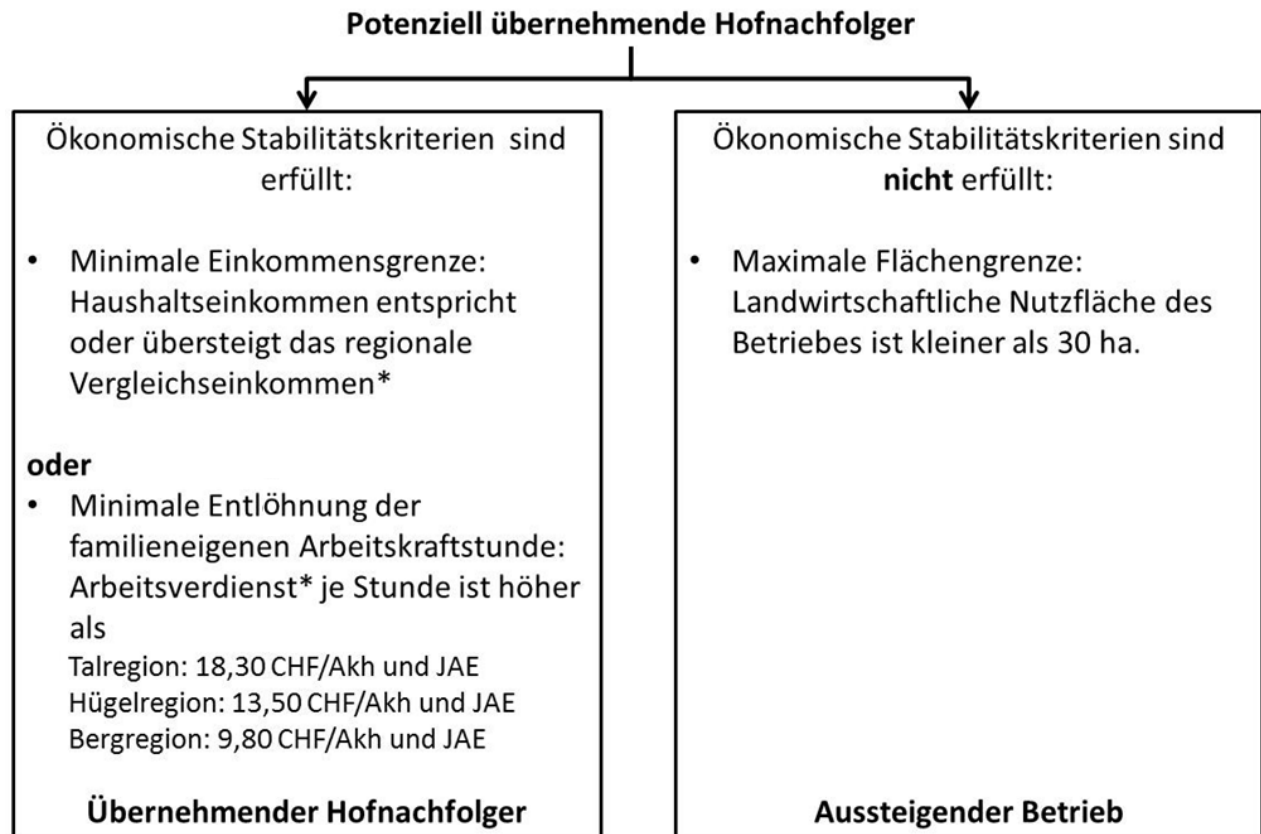 Potenziell übernehmende Hofnachfolger
Ökonomische Stabilitätskriterien sind
erfüllt:
• Minimale Einkommensgrenze:
Haushaltseinkommen entspricht
oder übersteigt das regionale
Vergleichseinkommen*
oder
• Minimale Entlöhnung der
familieneigenen Arbeitskraftstunde:
Arbeitsverdienst* je Stunde ist höher
als
Talregion: 18,30 CHF/Akh und JAE
Hügelregion: 13,50 CHF/Akh und JAE
Bergregion: 9,80 CHF/Akh und JAE
Übernehmender Hofnachfolger
Ökonomische Stabilitätskriterien sind
nicht erfüllt:
• Maximale Flächengrenze:
Landwirtschaftliche Nutzfläche des
Betriebes ist kleiner als 30 ha.
Aussteigender Betrieb